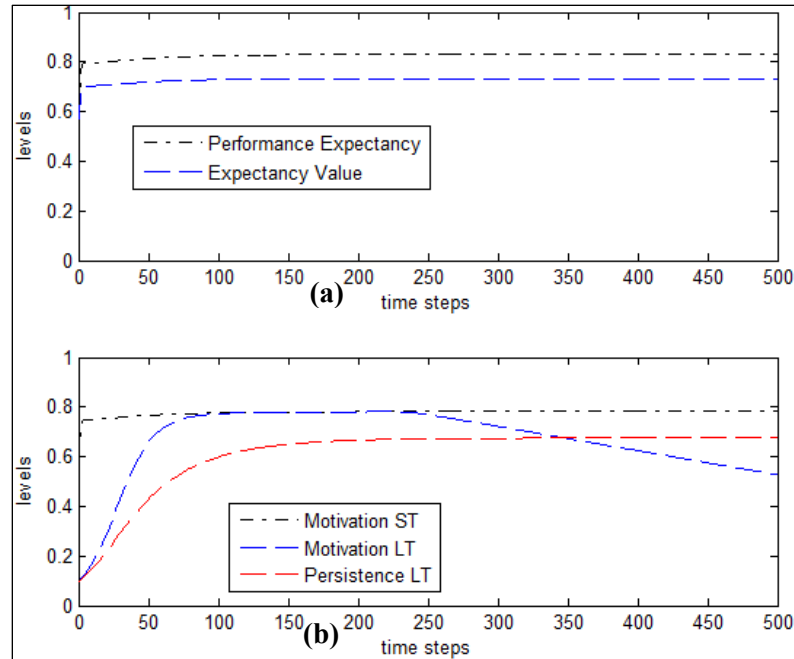 1
0.8
0.6
0.4
0.2
0
levels
Performance Expectancy
Expectancy Value
0 50 100 150 200 250 300 350 400 450 500
(a)
time steps
1
0.8
0.6
0.4
0.2
0
levels
Motivation ST
Motivation LT
Persistence LT
0 50 100 150 200 250 300 350 400 450 500
(b)
time steps